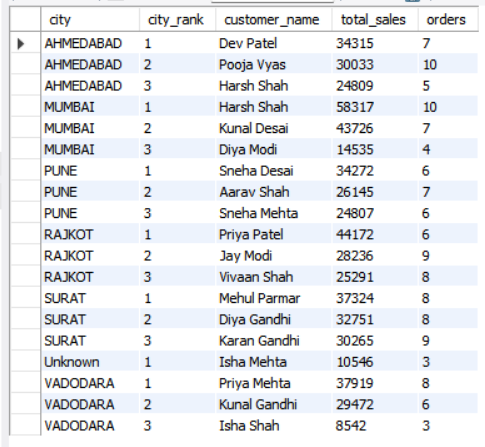 city city_rank customer_name total_sales orders
AHMEDABAD 1 Dev Patel 34315 7
AHMEDABAD 2 Pooja Vyas 30033 10
AHMEDABAD 3 Harsh Shah 24809 5
MUMBAI 1 Harsh Shah 58317 10
MUMBAI 2 Kunal Desai 43726 7
MUMBAI 3 Diya Modi 14535 4
PUNE 1 Sneha Desai 34272 6
PUNE 2 Aarav Shah 26145 7
PUNE 3 Sneha Mehta 24807 6
RAJKOT 1 Priya Patel 44172 6
RAJKOT 2 Jay Modi 28236 9
RAJKOT 3 Vivaan Shah 25291 8
SURAT 1 Mehul Parmar 37324 8
SURAT 2 Diya Gandhi 32751 8
SURAT 3 Karan Gandhi 30265 9
Unknown 1 Isha Mehta 10546 3
VADODARA 1 Priya Mehta 37919 8
VADODARA 2 Kunal Gandhi 29472 6
VADODARA 3 Isha Shah 8542 3